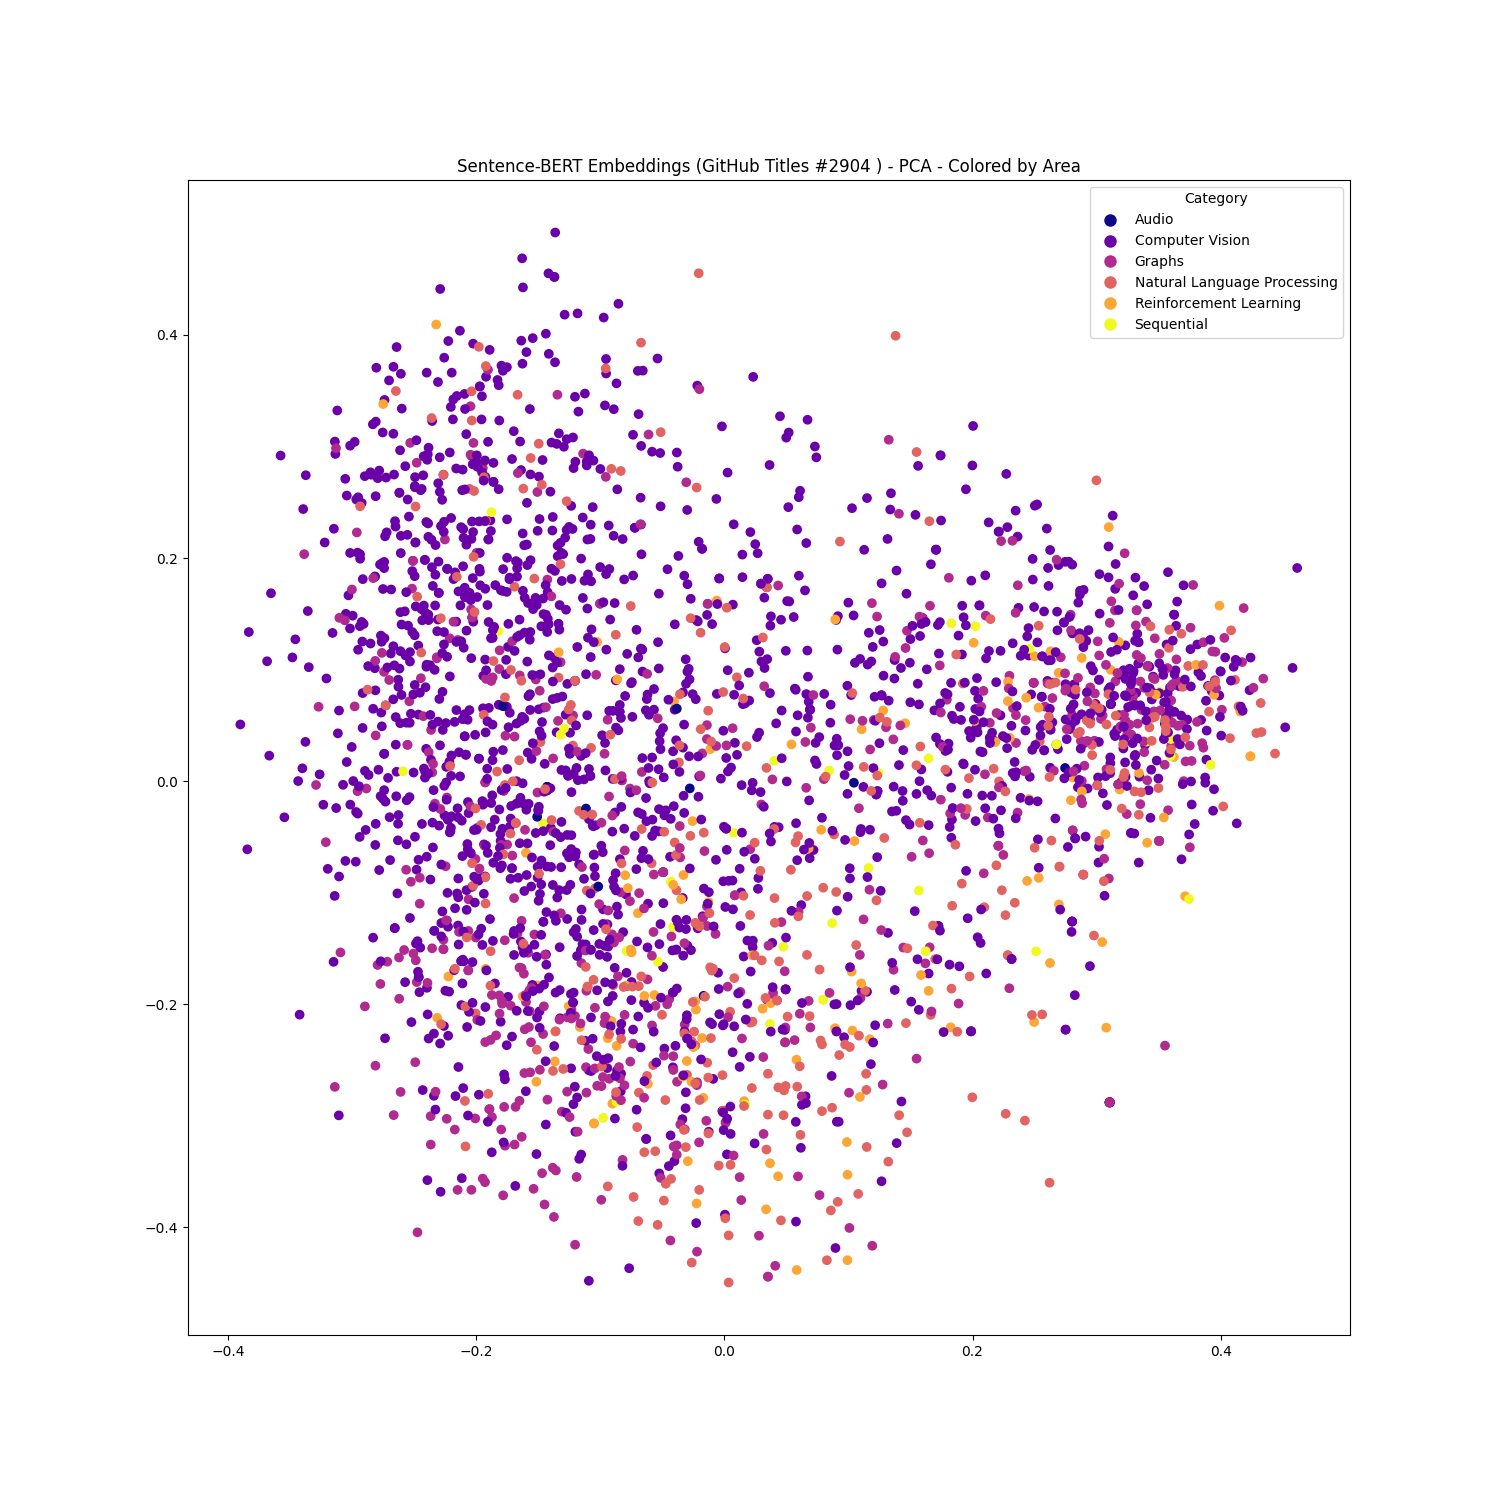 Sentence-BERT Embeddings (GitHub Titles #2904 ) - PCA - Colored by Area
Category
Audio
Computer Vision
Graphs
Natural Language Processing
Reinforcement Learning
Sequential
0.4
0.2
0.0
−0.2
−0.4
−0.4
−0.2
0.0
0.2
0.4